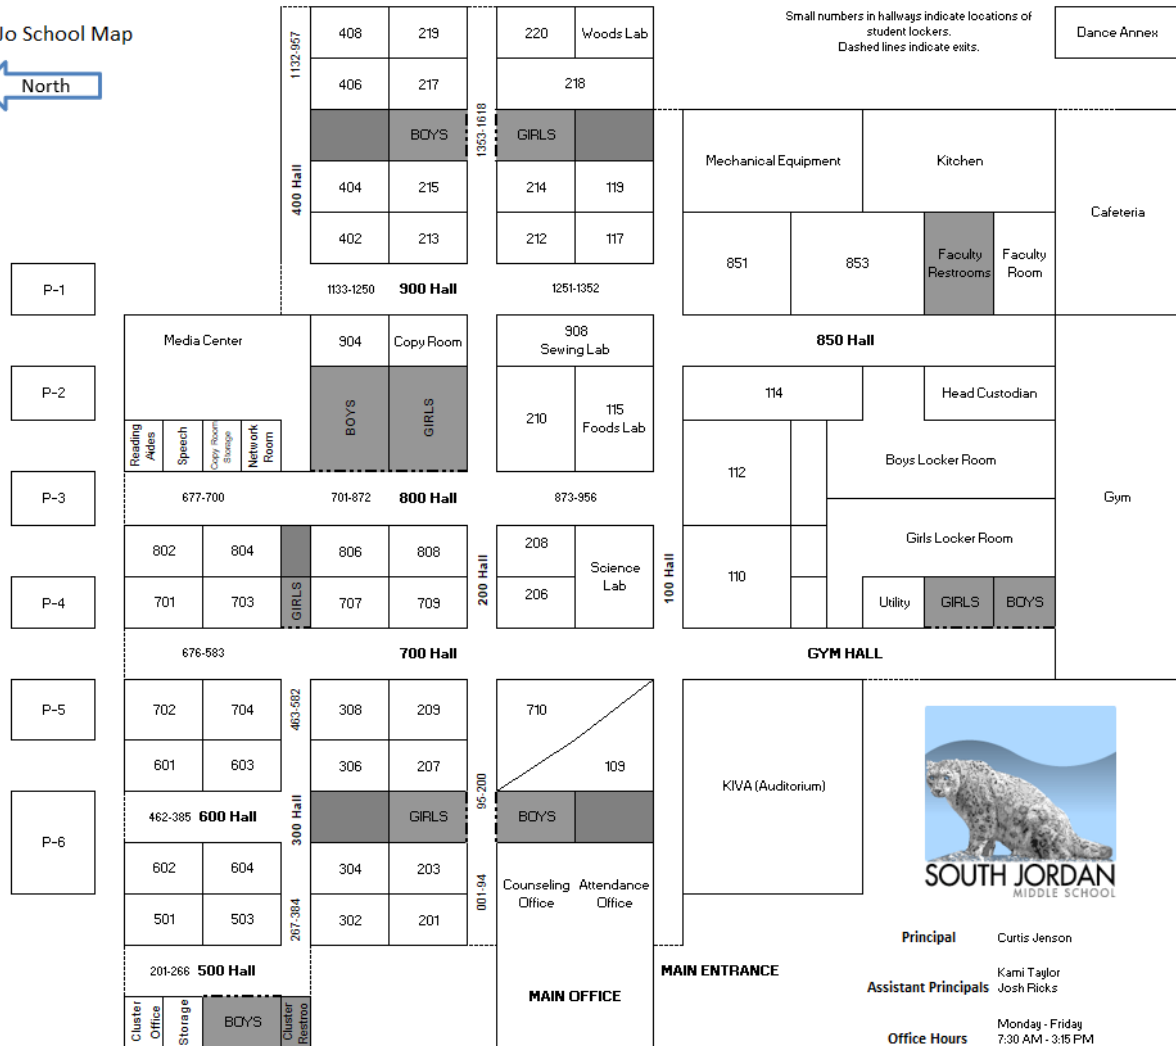 Jo School Map
North
Small numbers in hallways indicate locations of
student lockers.
Dashed lines indicate exits.
Dance Annex
1132-957
408
219
220
Woods Lab
406
217
218
BOYS
1353-1618
GIRLS
Mechanical Equipment
Kitchen
Cafeteria
400 Hall
404
215
214
119
402
213
212
117
851
853
Faculty
Restrooms
Faculty
Room
P-1
1133-1250
900 Hall
1251-1352
Media Center
904
Copy Room
908
Sewing Lab
850 Hall
P-2
BOYS
GIRLS
210
115
Foods Lab
114
Head Custodian
Reading
Aides
Speech
Copy Room
Storage
Network
Room
112
Boys Locker Room
P-3
677-700
701-872
800 Hall
873-956
Gym
802
804
806
808
208
Science
Lab
Girls Locker Room
200 Hall
100 Hall
P-4
701
703
GIRLS
707
709
206
110
Utility
GIRLS
BOYS
676-583
700 Hall
GYM HALL
P-5
702
704
463-582
308
209
710
601
603
306
207
109
KIVA (Auditorium)
95-200
P-6
462-385
600 Hall
300 Hall
GIRLS
BOYS
602
604
304
203
001-94
Counseling
Office
Attendance
Office
501
503
267-384
302
201
SOUTH JORDAN
MIDDLE SCHOOL
Principal
Curtis Jenson
201-266
500 Hall
MAIN ENTRANCE
Assistant Principals
Kami Taylor
Josh Ricks
MAIN OFFICE
Cluster
Office
Storage
BOYS
Cluster
Restroo
Office Hours
Monday - Friday
7:30 AM - 3:15 PM